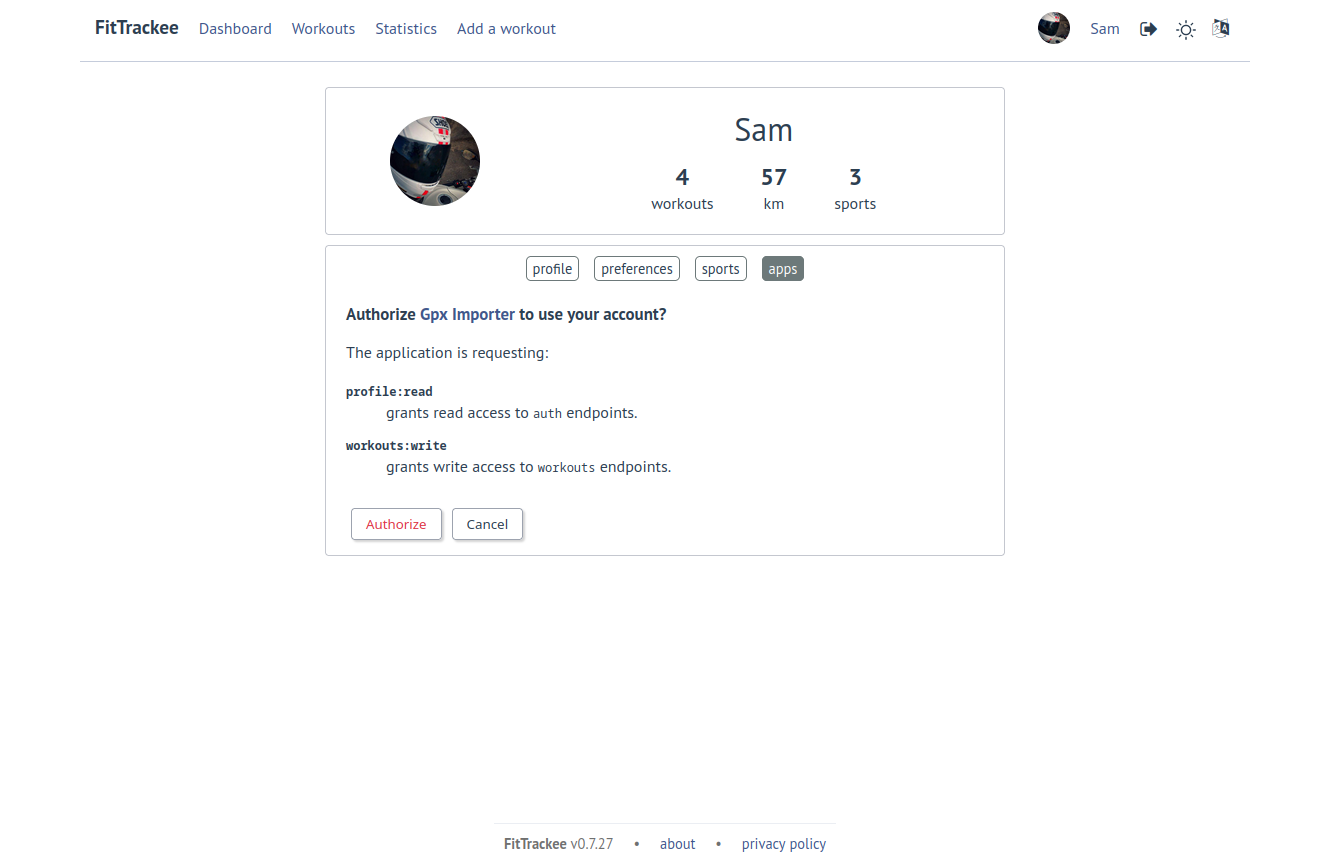 FitTrackee Dashboard Workouts Statistics Add a workout Sam
Sam
4 57 3
workouts km sports
profile preferences sports apps
Authorize Gpx Importer to use your account?
The application is requesting:
profile:read
grants read access to auth endpoints.
workouts:write
grants write access to workouts endpoints.
Authorize Cancel
FitTrackee v0.7.27 • about • privacy policy